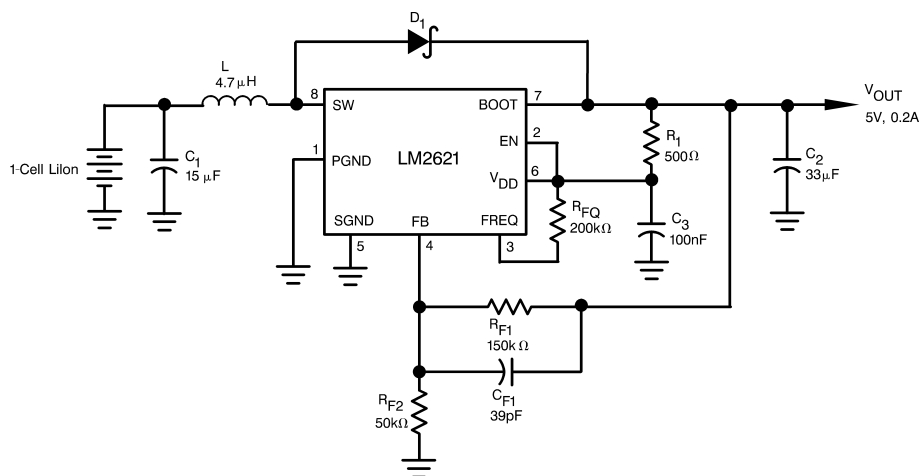 D1
L
4.7μH
8
SW
BOOT
7
VOUT
5V, 0.2A
1-Cell LiIon
C1
15 μF
1
PGND
LM2621
EN
2
R1
500Ω
C2
33μF
VDD
6
SGND
FB
FREQ
RFQ
200kΩ
C3
100nF
5
4
3
RF1
150kΩ
CF1
39pF
RF2
50kΩ